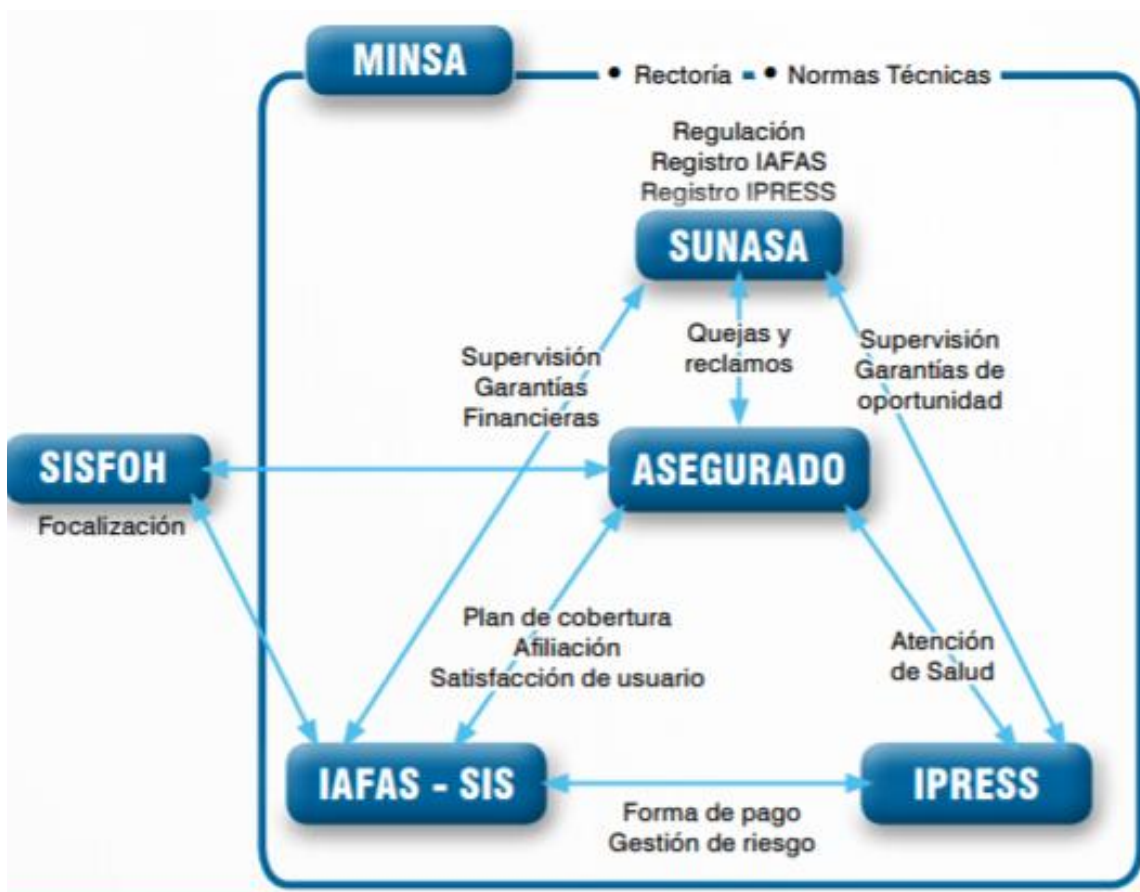 MINSA
• Rectoría • Normas Técnicas
Regulación
Registro IAFAS
Registro IPRESS
SUNASA
Quejas y
reclamos
Supervisión
Garantías
Financieras
Supervisión
Garantías de
oportunidad
SISFOH
Focalización
ASEGURADO
Plan de cobertura
Afiliación
Satisfacción de usuario
Atención
de Salud
IAFAS - SIS
IPRESS
Forma de pago
Gestión de riesgo